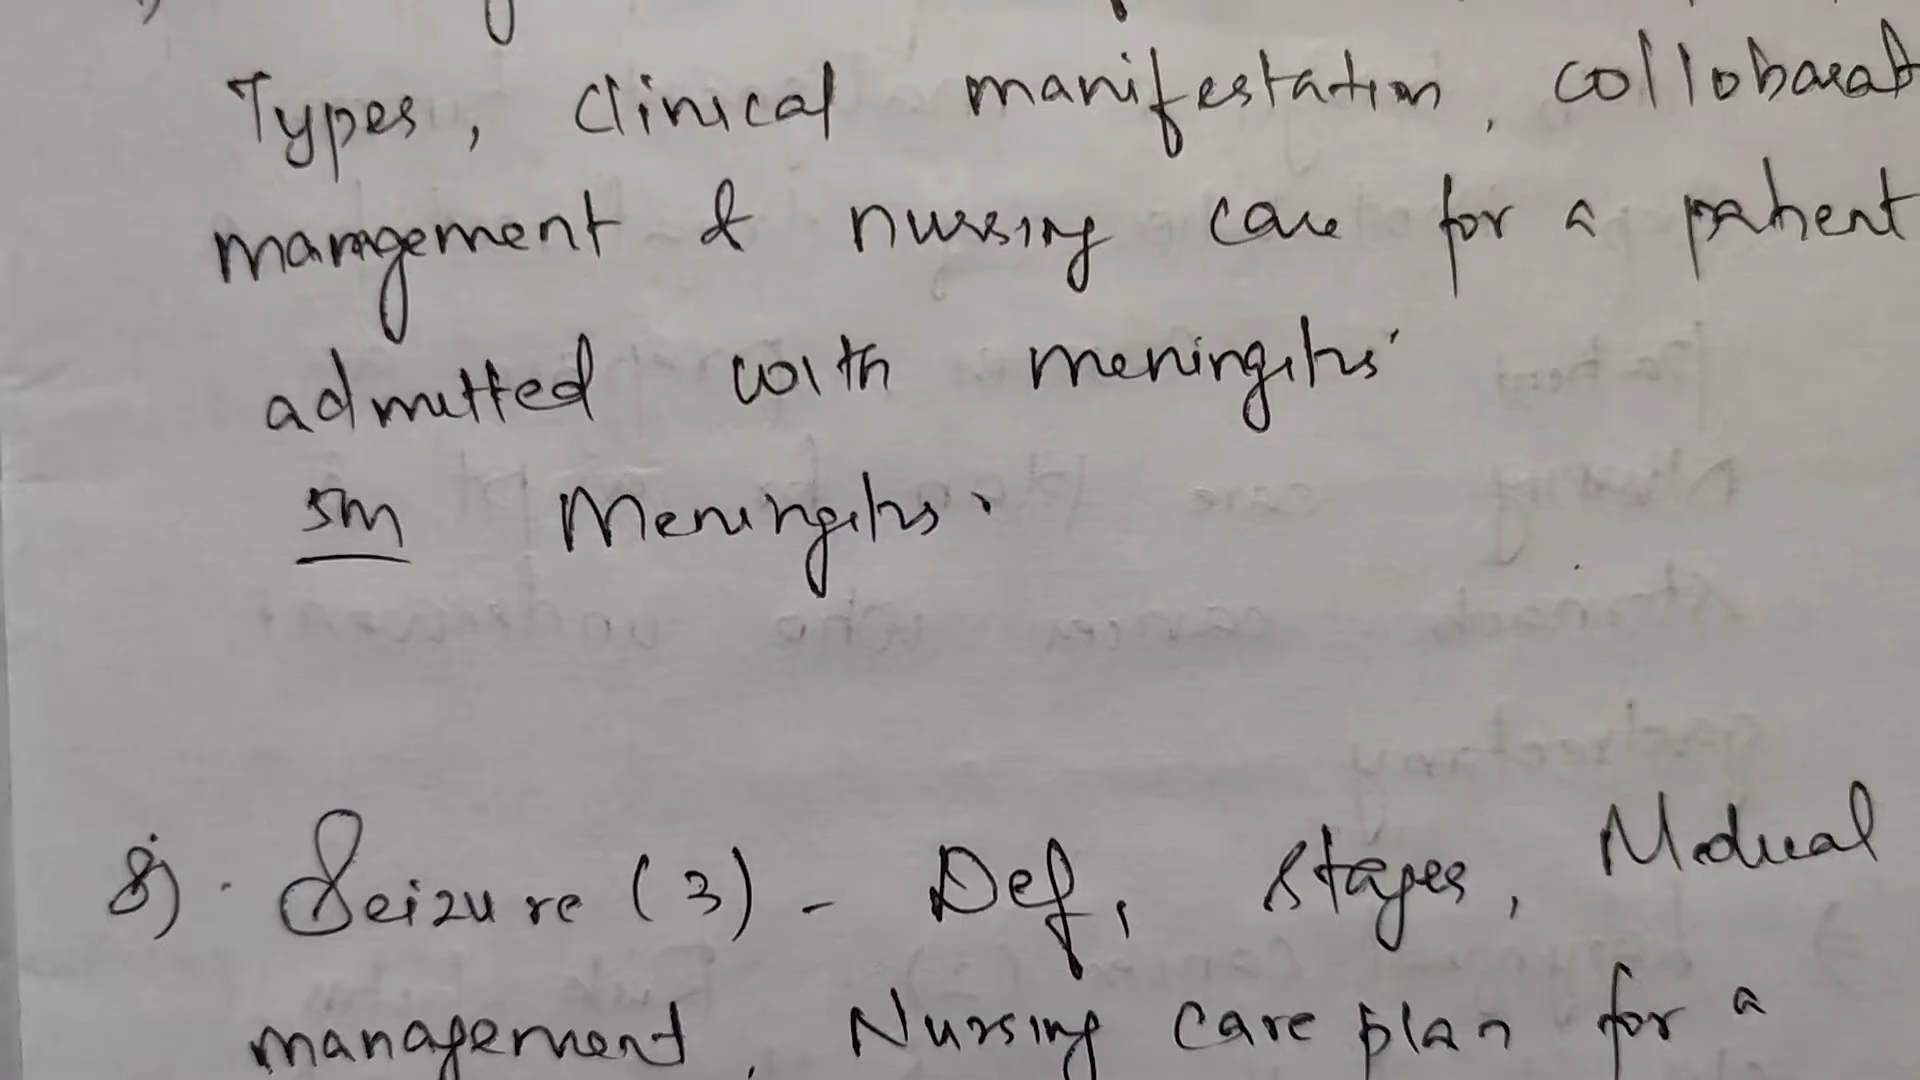 Types, clinical manifestation, collobarat
management & nursing care for a patient
admitted with meningitis
5m Meningitis.
8). Seizure (3) - Def, stages, Medical
management, Nursing care plan for a